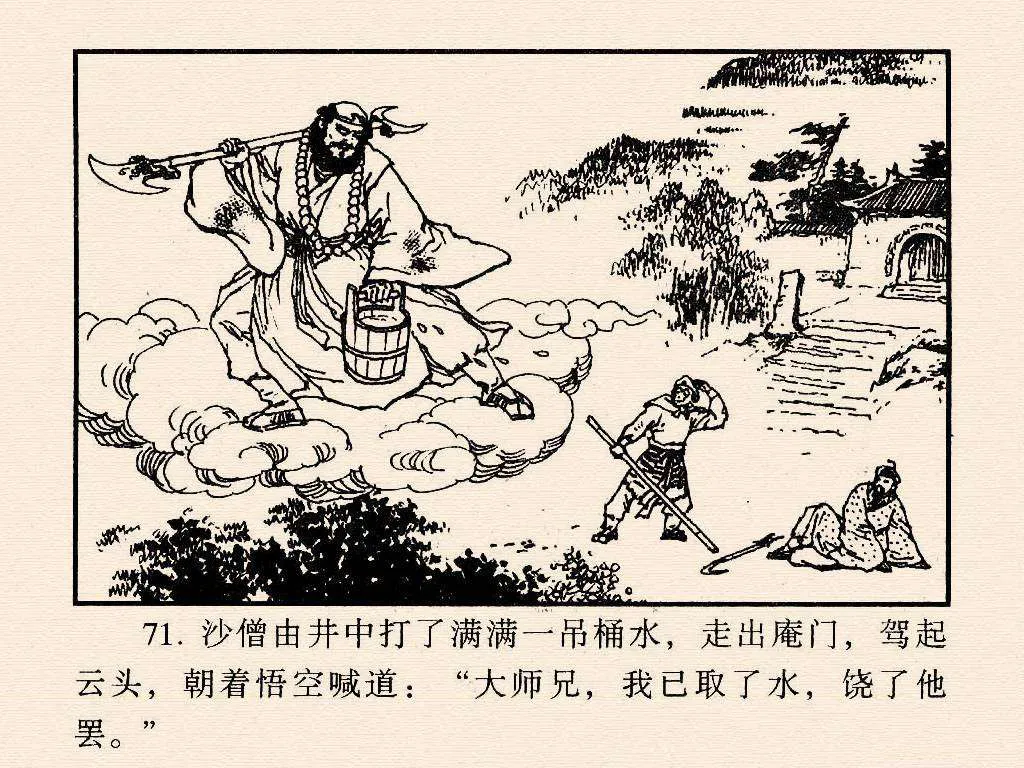 71. 沙僧由井中打了满满一吊桶水，走出庵门，驾起
云头，朝着悟空喊道：“大师兄，我已取了水，饶了他
罢。”